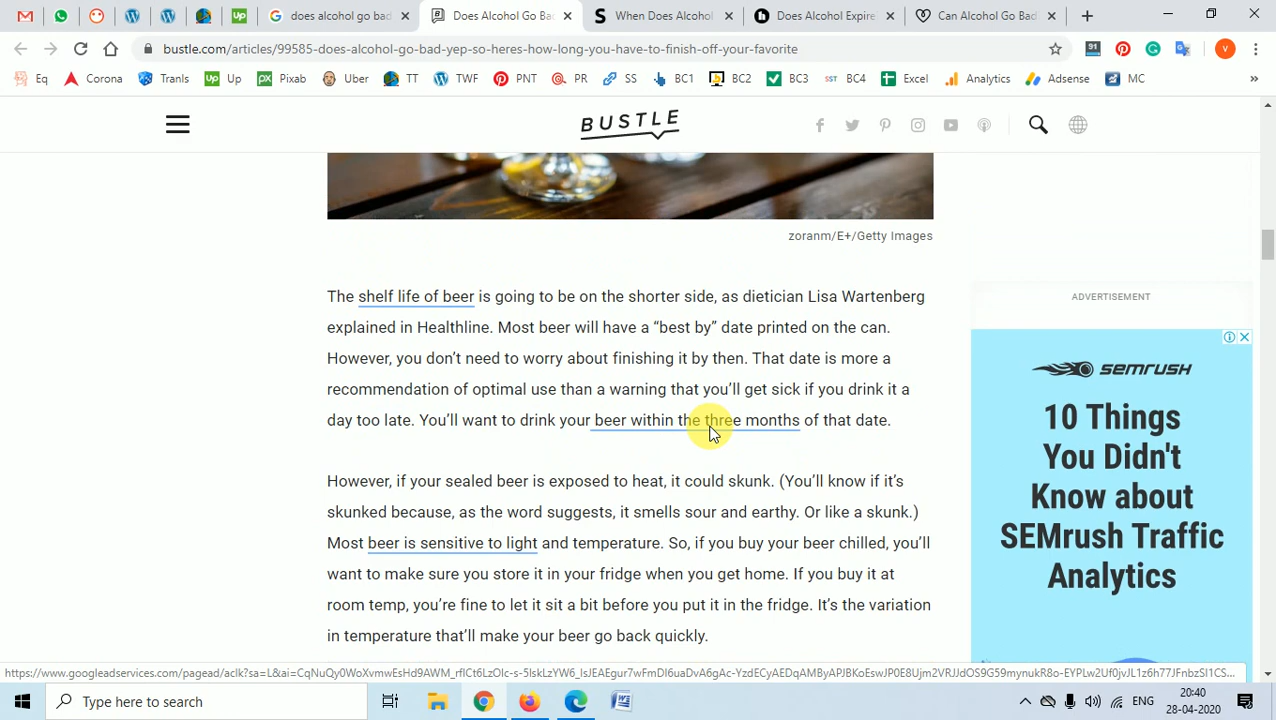 does alcohol go bad
Does Alcohol Go Ba
When Does Alcohol
Does Alcohol Expire
Can Alcohol Go Bad
bustle.com/articles/99585-does-alcohol-go-bad-yep-so-heres-how-long-you-have-to-finish-off-your-favorite
91
V
Eq
Corona
Transls
Up
Pixab
Uber
TT
TWF
PNT
PR
SS
BC1
BC2
BC3
BC4
Excel
Analytics
Adsense
MC
BUSTLE
zoranm/E+/Getty Images
The shelf life of beer is going to be on the shorter side, as dietician Lisa Wartenberg
explained in Healthline. Most beer will have a “best by” date printed on the can.
However, you don’t need to worry about finishing it by then. That date is more a
recommendation of optimal use than a warning that you’ll get sick if you drink it a
day too late. You’ll want to drink your beer within the three months of that date.
However, if your sealed beer is exposed to heat, it could skunk. (You’ll know if it’s
skunked because, as the word suggests, it smells sour and earthy. Or like a skunk.)
Most beer is sensitive to light and temperature. So, if you buy your beer chilled, you’ll
want to make sure you store it in your fridge when you get home. If you buy it at
room temp, you’re fine to let it sit a bit before you put it in the fridge. It’s the variation
in temperature that’ll make your beer go back quickly.
ADVERTISEMENT
SEMRUSH
10 Things
You Didn't
Know about
SEMrush Traffic
Analytics
Type here to search
ENG
20:40
28-04-2020